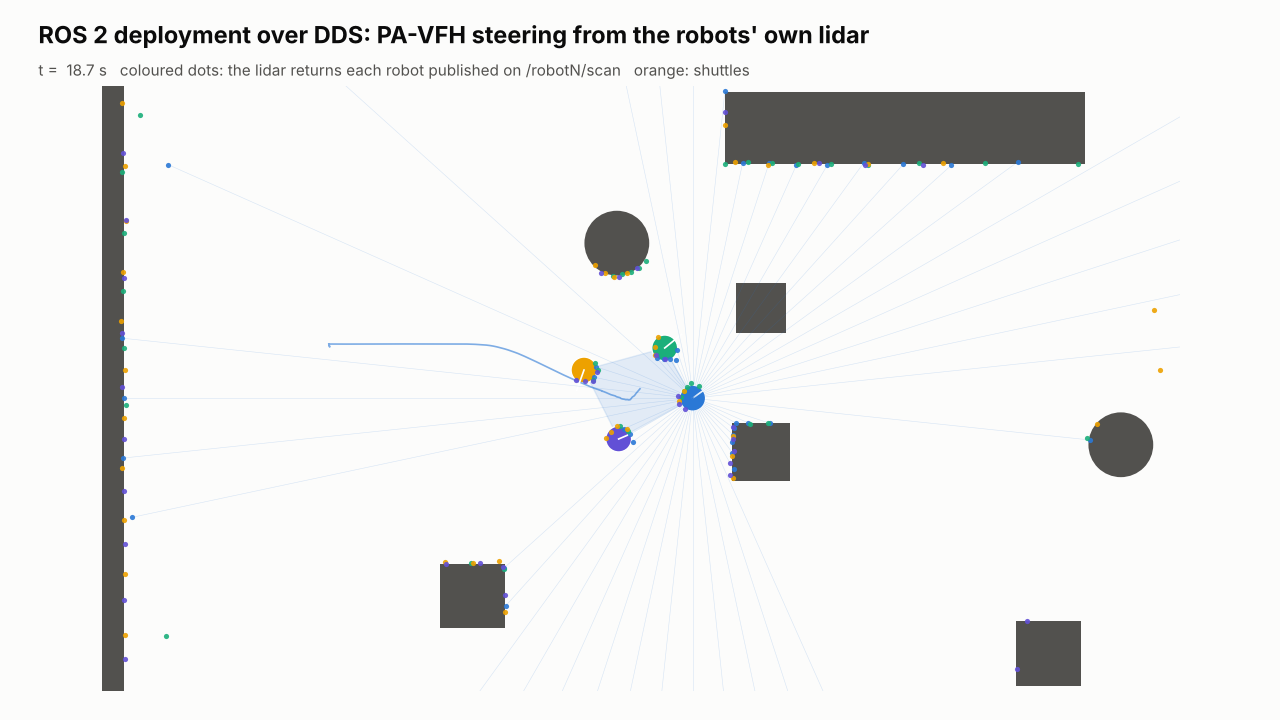 ROS 2 deployment over DDS: PA-VFH steering from the robots' own lidar
t = 18.7 s coloured dots: the lidar returns each robot published on /robotN/scan orange: shuttles